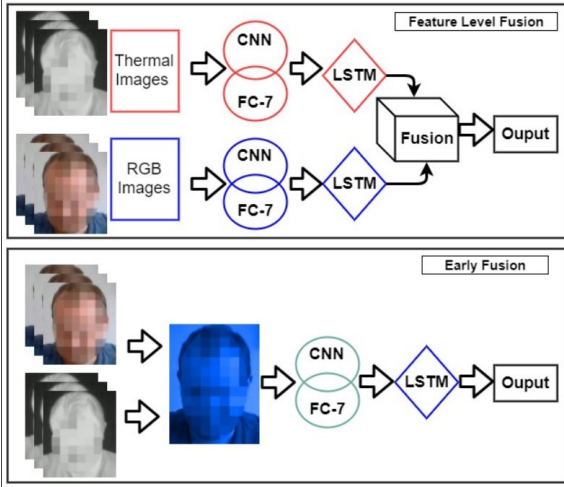 Feature Level Fusion
Thermal
Images
CNN
FC-7
LSTM
Fusion
Ouput
RGB
Images
CNN
FC-7
LSTM
Early Fusion
CNN
FC-7
LSTM
Ouput